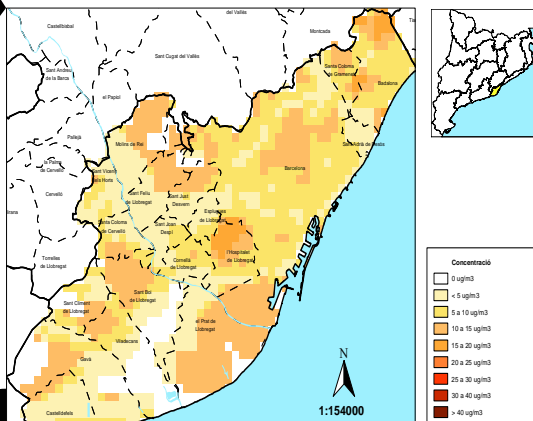 del Vallès
Castellbisbal
Montcada
Sant Cugat del Vallès
Sant Andreu
de la Barca
Santa Coloma
de Gramenet
Badalona
el Papiol
Pallejà
Molins de Rei
Sant Adrià de Besòs
la Palma
de Cervelló
Barcelona
Sant Vicenç
dels Horts
Cervelló
Sant Feliu
de Llobregat
Sant Just
Desvern
Esplugues
de Llobregat
Santa Coloma
de Cervelló
Sant Joan
Despí
l'Hospitalet
de Llobregat
Torrelles
de Llobregat
Cornellà
de Llobregat
Sant Boi
de Llobregat
Sant Climent
de Llobregat
el Prat de
Llobregat
Viladecans
Gavà
Castelldefels
N
1:154000
Concentració
0 ug/m3
< 5 ug/m3
5 a 10 ug/m3
10 a 15 ug/m3
15 a 20 ug/m3
20 a 25 ug/m3
25 a 30 ug/m3
30 a 40 ug/m3
> 40 ug/m3